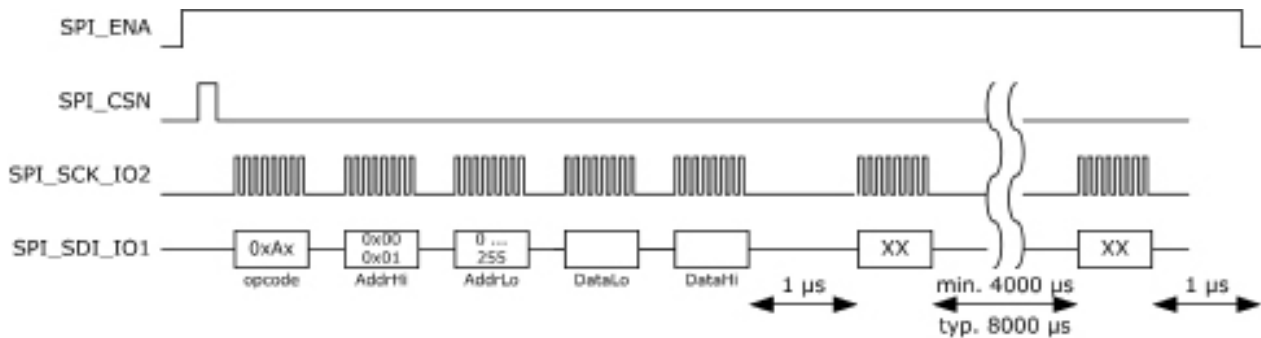 SPI_ENA
SPI_CSN
SPI_SCK_IO2
SPI_SDI_IO1
0xAx
0x00
0x01
0 ...
255
XX
XX
opcode
AddrHi
AddrLo
DataLo
DataHi
1 µs
min. 4000 µs
typ. 8000 µs
1 µs